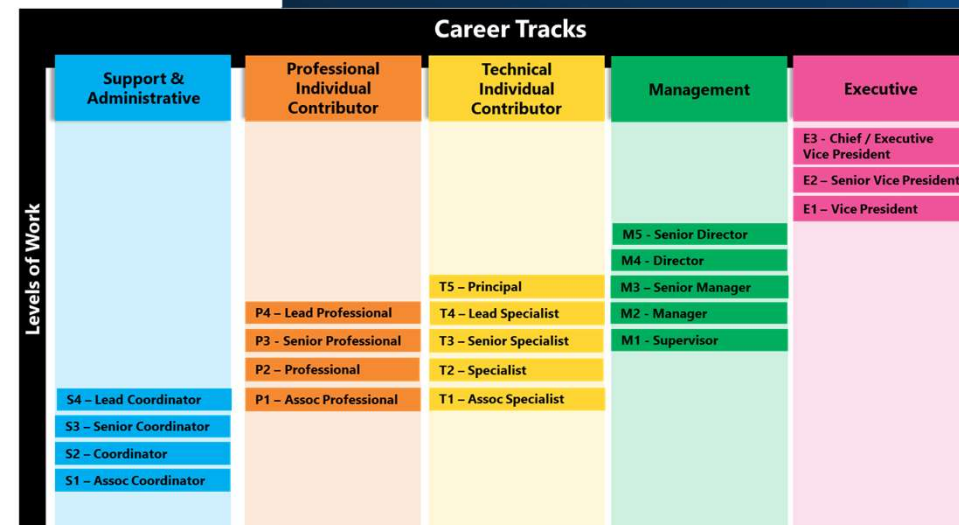 Career Tracks
Levels of Work
Support &
Administrative
Professional
Individual
Contributor
Technical
Individual
Contributor
Management
Executive
E3 - Chief / Executive
Vice President
E2 – Senior Vice President
E1 – Vice President
M5 - Senior Director
M4 - Director
M3 – Senior Manager
M2 - Manager
M1 - Supervisor
T5 – Principal
T4 – Lead Specialist
T3 – Senior Specialist
T2 – Specialist
T1 – Assoc Specialist
P4 – Lead Professional
P3 - Senior Professional
P2 – Professional
P1 – Assoc Professional
S4 – Lead Coordinator
S3 – Senior Coordinator
S2 – Coordinator
S1 – Assoc Coordinator